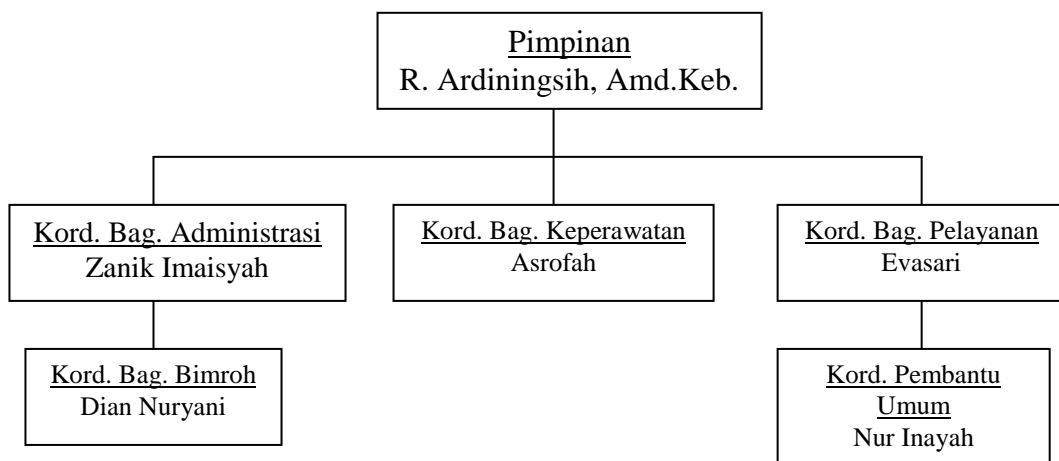 Pimpinan
R. Ardiningsih, Amd.Keb.
Kord. Bag. Administrasi
Zanik Imaisyah
Kord. Bag. Keperawatan
Asrofah
Kord. Bag. Pelayanan
Evasari
Kord. Bag. Bimroh
Dian Nuryani
Kord. Pembantu
Umum
Nur Inayah